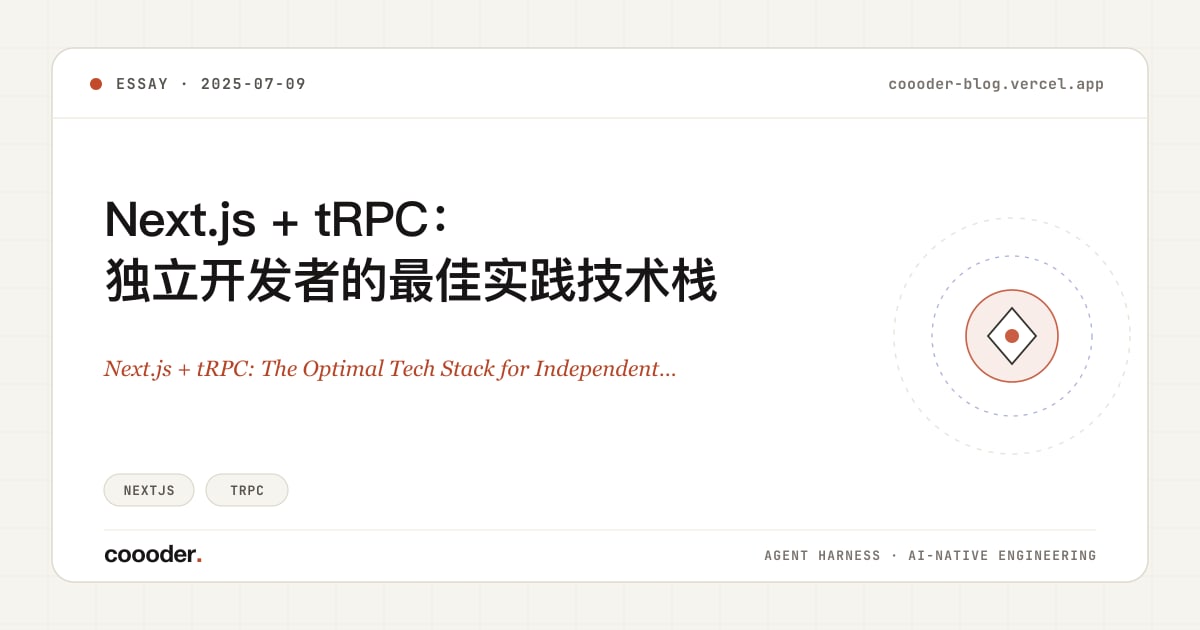 ESSAY · 2025-07-09
coooder-blog.vercel.app
Next.js + tRPC：
独立开发者的最佳实践技术栈
Next.js + tRPC: The Optimal Tech Stack for Independent...
NEXTJS
TRPC
coooder.
AGENT HARNESS · AI-NATIVE ENGINEERING